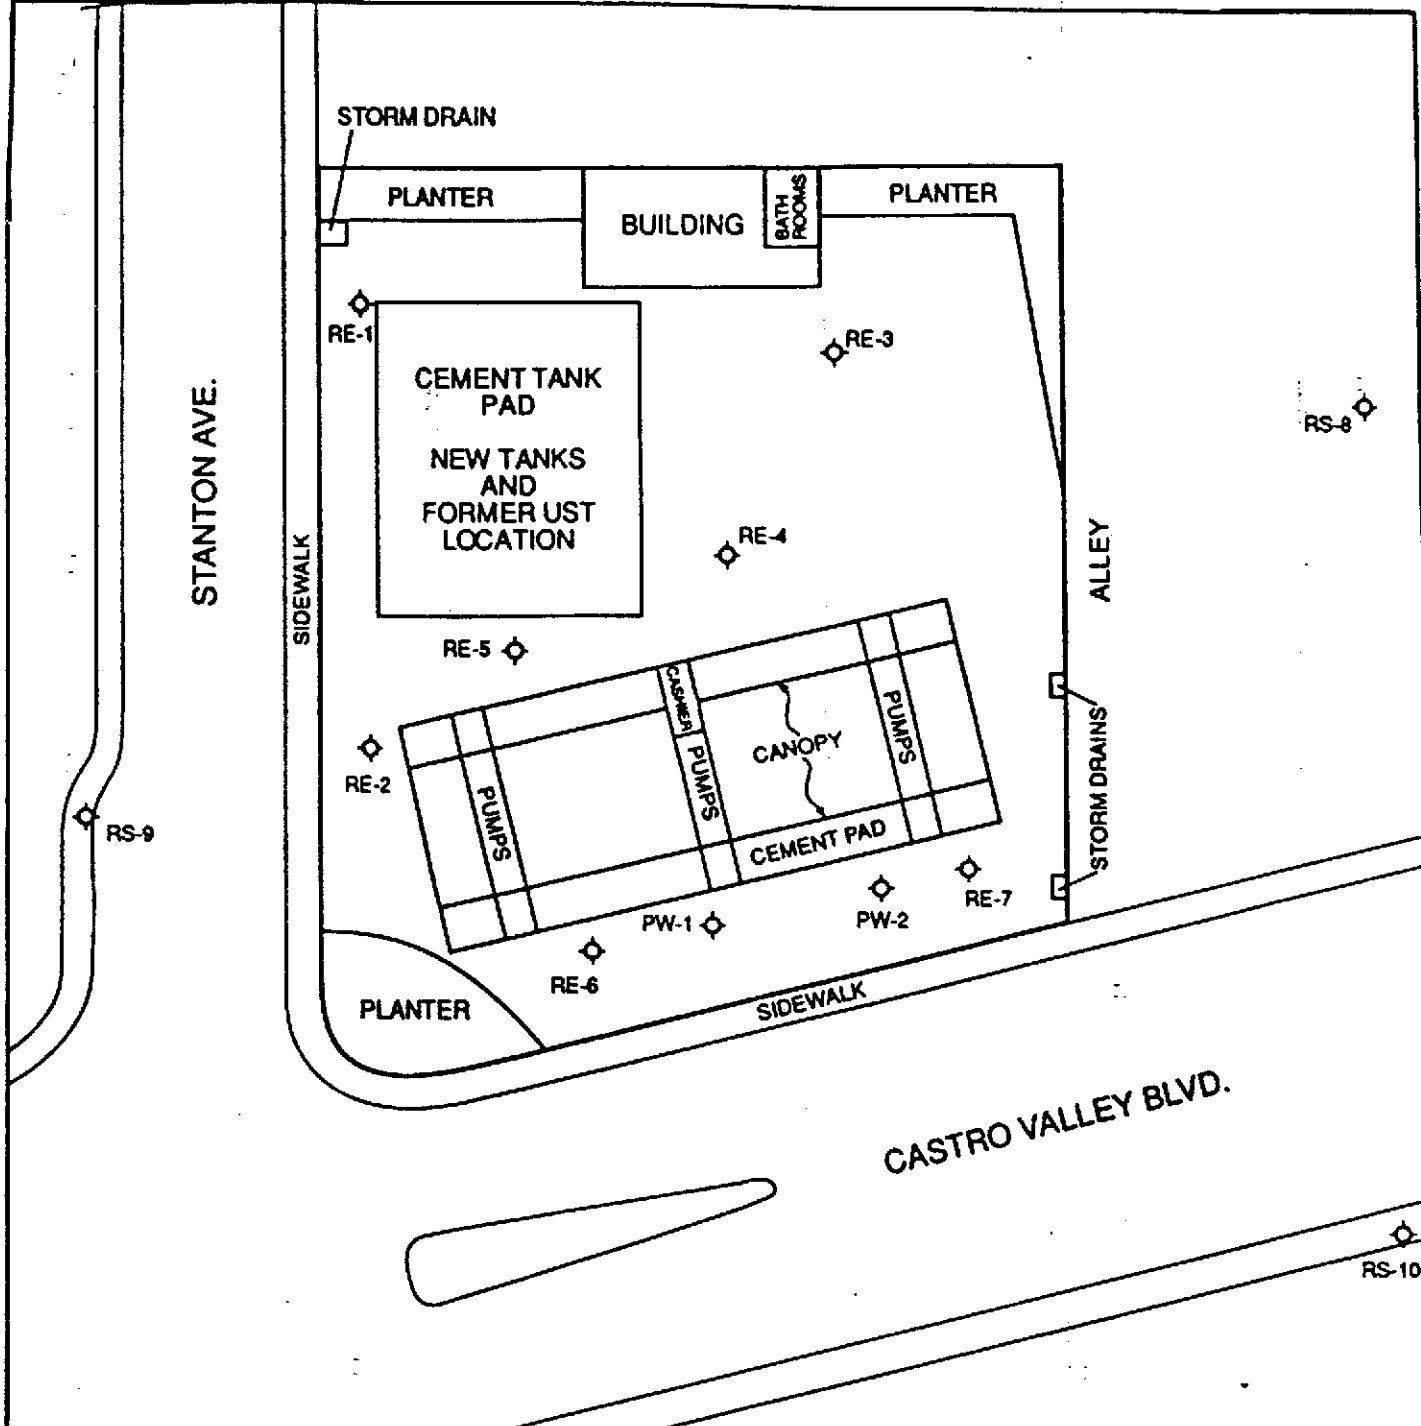 STORM DRAIN
PLANTER
BUILDING
BATH
ROOMS
PLANTER
RE-1
RE-3
CEMENT TANK
PAD
NEW TANKS
AND
FORMER UST
LOCATION
STANTON AVE.
SIDEWALK
RS-8
RE-4
ALLEY
RE-5
CASHIER
PUMPS
CANOPY
PUMPS
RE-2
PUMPS
STORM DRAINS
RS-9
CEMENT PAD
RE-7
PW-2
PW-1
RE-6
PLANTER
SIDEWALK
CASTRO VALLEY BLVD.
RS-10